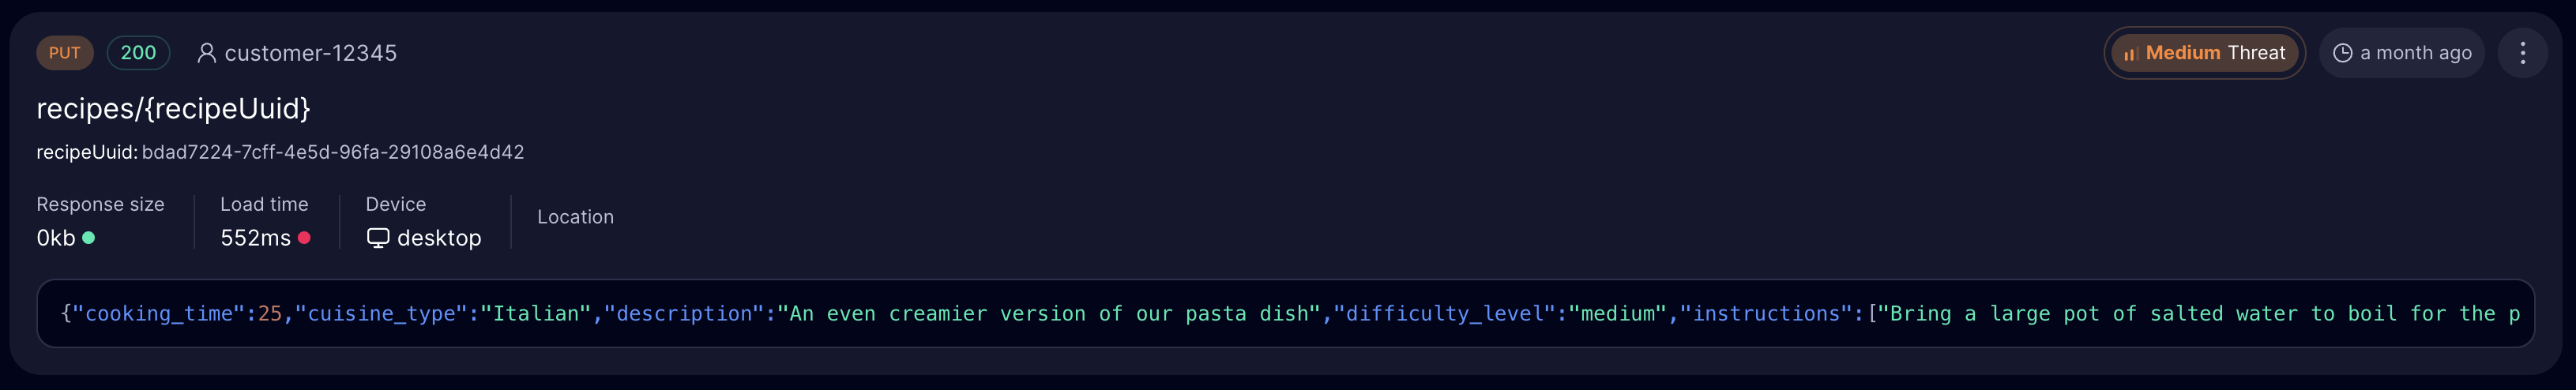 PUT 200 customer-12345 Medium Threat a month ago
recipes/{recipeUuid}
recipeUuid: bdad7224-7cff-4e5d-96fa-29108a6e4d42
Response size Load time Device Location
0kb 552ms desktop
{"cooking_time":25,"cuisine_type":"Italian","description":"An even creamier version of our pasta dish","difficulty_level":"medium","instructions":["Bring a large pot of salted water to boil for the p